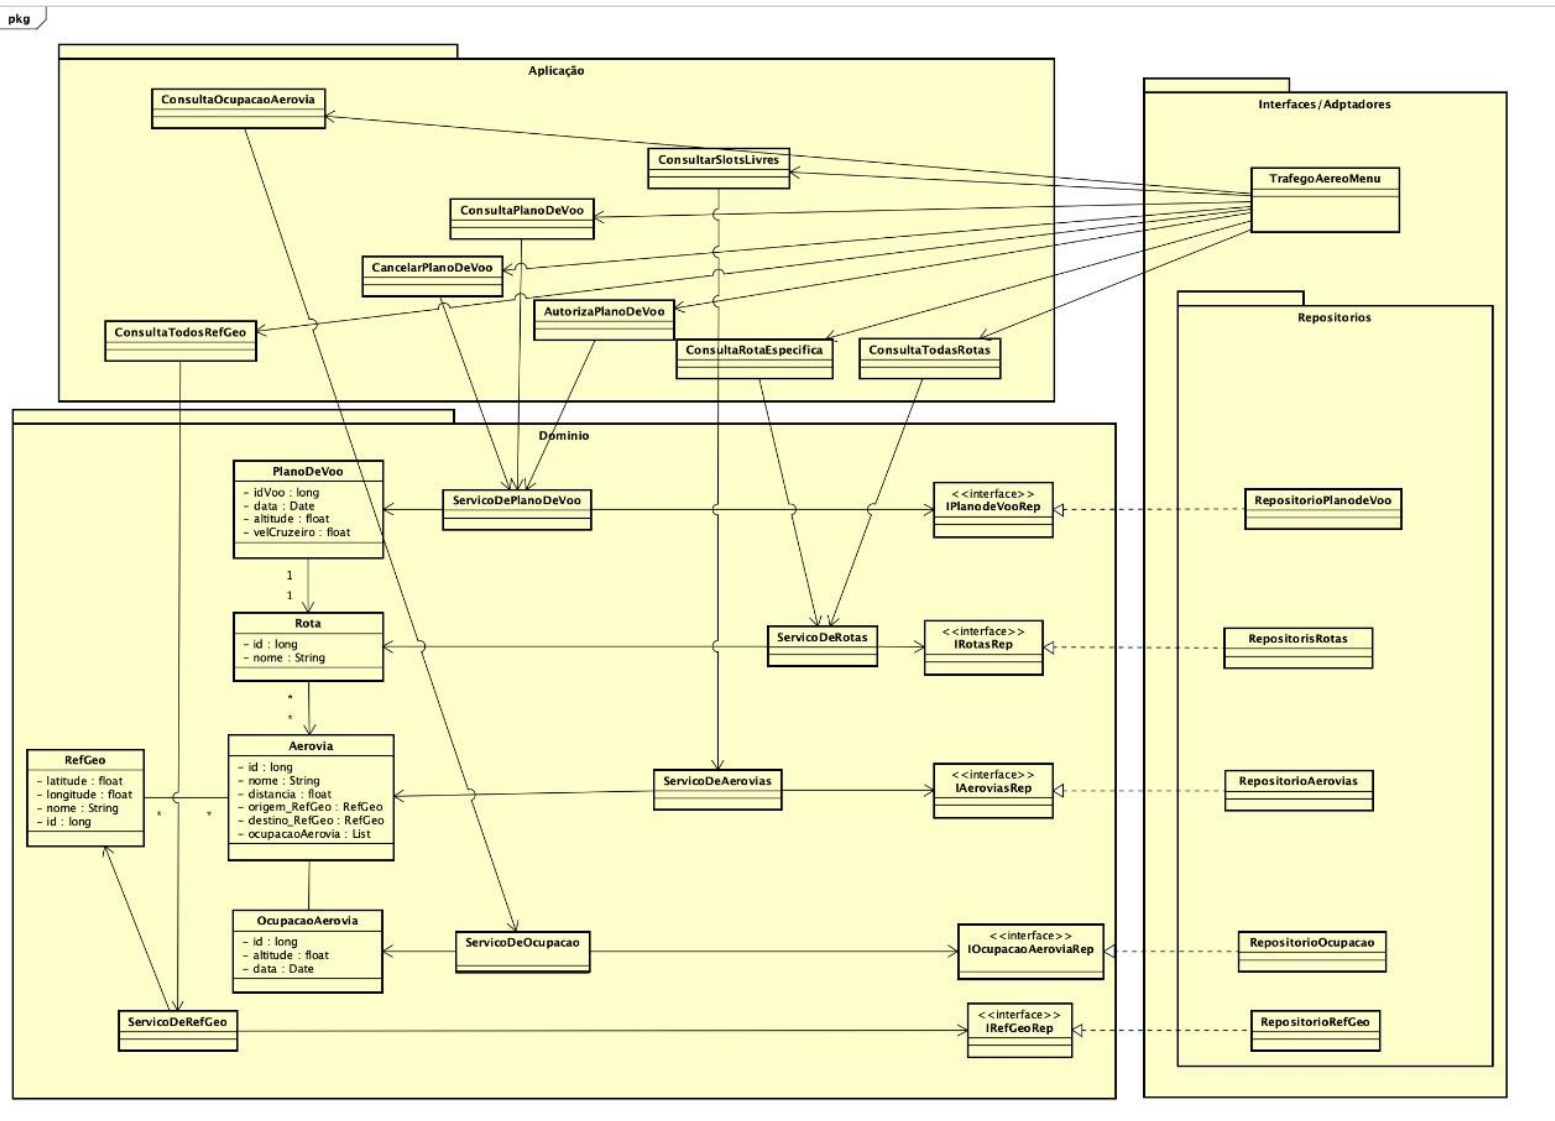 pkg
Aplicação
ConsultaOcupacaoAerovia
ConsultarSlotsLivres
ConsultaPlanoDeVoo
CancelarPlanoDeVoo
AutorizaPlanoDeVoo
ConsultaTodosRefGeo
ConsultaRotaEspecifica
ConsultaTodasRotas
Interfaces/Adptadores
TrafegoAereoMenu
Repositorios
RepositorioPlanodeVoo
RepositorisRotas
RepositorioAerovias
RepositorioOcupacao
RepositorioRefGeo
Dominio
PlanoDeVoo
- idVoo : long
- data : Date
- altitude : float
- velCruzeiro : float
ServicoDePlanoDeVoo
<<interface>>
IPlanodeVooRep
1
1
Rota
- id : long
- nome : String
ServicoDeRotas
<<interface>>
IRotasRep
*
*
RefGeo
- latitude : float
- longitude : float
- nome : String
- id : long
*
*
Aerovia
- id : long
- nome : String
- distancia : float
- origem_RefGeo : RefGeo
- destino_RefGeo : RefGeo
- ocupacaoAerovia : List
ServicoDeAerovias
<<interface>>
IAeroviasRep
OcupacaoAerovia
- id : long
- altitude : float
- data : Date
ServicoDeOcupacao
<<interface>>
IOcupacaoAeroviaRep
ServicoDeRefGeo
<<interface>>
IRefGeoRep